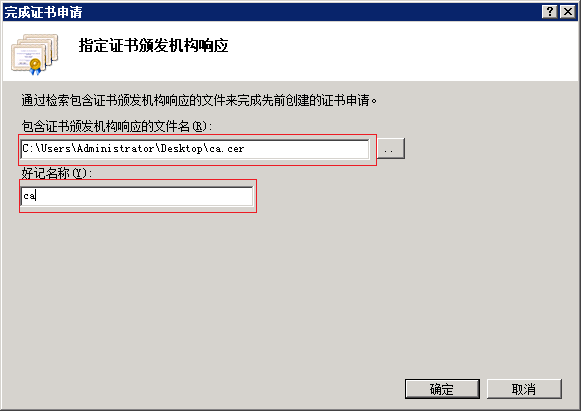 完成证书申请
指定证书颁发机构响应
通过检索包含证书颁发机构响应的文件来完成先前创建的证书申请。
包含证书颁发机构响应的文件名(R):
C:\Users\Administrator\Desktop\ca.cer
..
好记名称(Y):
ca
确定
取消